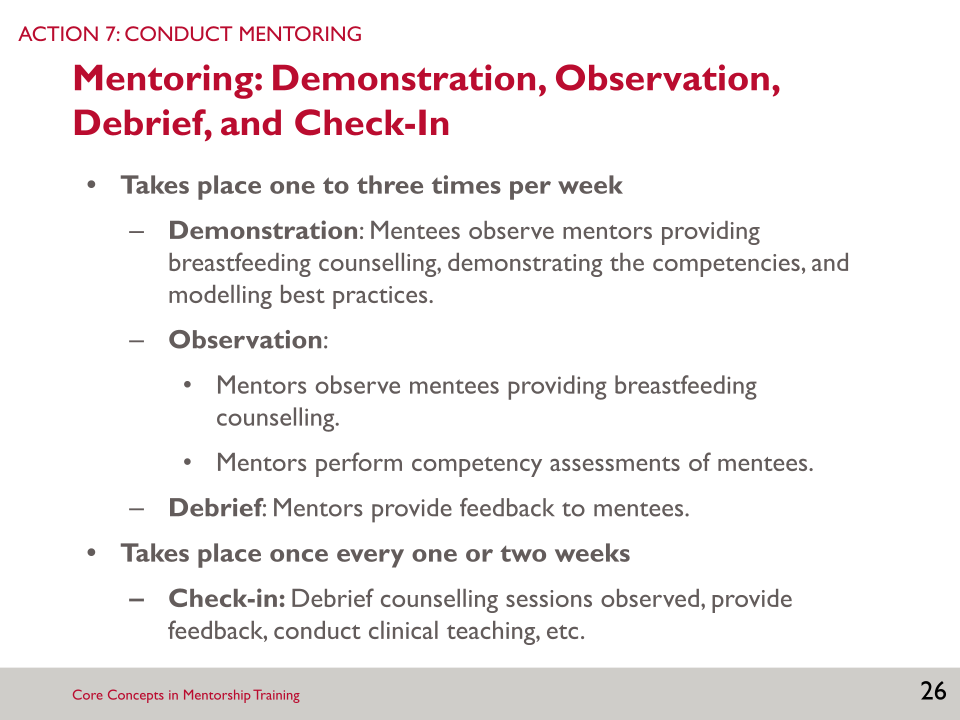 ACTION 7: CONDUCT MENTORING
Mentoring: Demonstration, Observation,
Debrief, and Check-In
• Takes place one to three times per week
– Demonstration: Mentees observe mentors providing
breastfeeding counselling, demonstrating the competencies, and
modelling best practices.
– Observation:
• Mentors observe mentees providing breastfeeding
counselling.
• Mentors perform competency assessments of mentees.
– Debrief: Mentors provide feedback to mentees.
• Takes place once every one or two weeks
– Check-in: Debrief counselling sessions observed, provide
feedback, conduct clinical teaching, etc.
Core Concepts in Mentorship Training
26